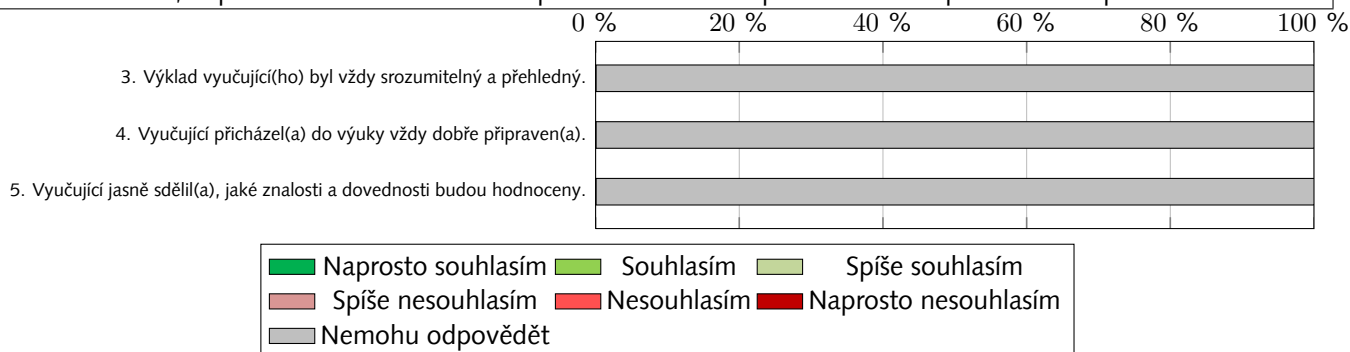 0 % 20 % 40 % 60 % 80 % 100 %
3. Výklad vyučující(ho) byl vždy srozumitelný a přehledný.
4. Vyučující přicházel(a) do výuky vždy dobře připraven(a).
5. Vyučující jasně sdělil(a), jaké znalosti a dovednosti budou hodnoceny.
Naprosto souhlasím Souhlasím Spíše souhlasím
Spíše nesouhlasím Nesouhlasím Naprosto nesouhlasím
Nemohu odpovědět